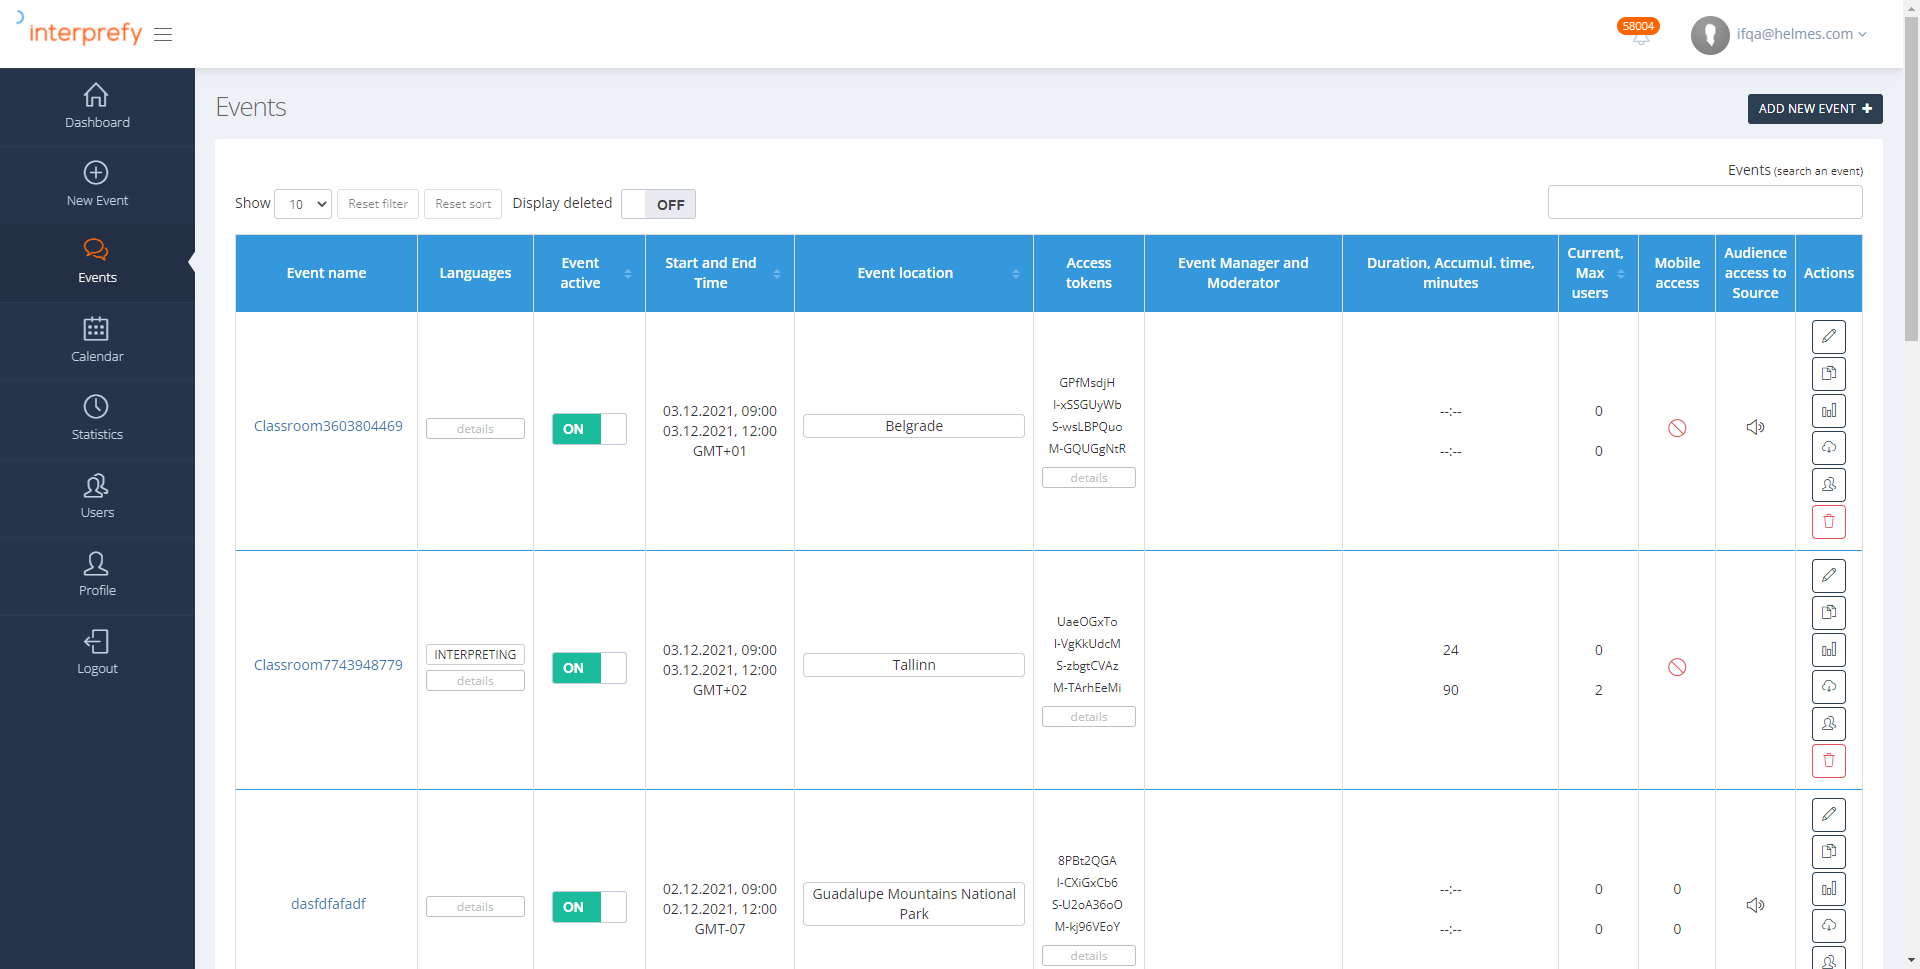 interprefy
58004
ifqa@helmes.com
Dashboard
New Event
Events
Calendar
Statistics
Users
Profile
Logout
Events
ADD NEW EVENT
Events (search an event)
Show 10 Reset filter Reset sort Display deleted OFF
Event name
Languages
Event active
Start and End Time
Event location
Access tokens
Event Manager and Moderator
Duration, Accumul. time, minutes
Current, Max users
Mobile access
Audience access to Source
Actions
Classroom3603804469
details
ON
03.12.2021, 09:00
03.12.2021, 12:00
GMT+01
Belgrade
GPfMsdjH
I-xSSGUyWb
S-wsLBPQuo
M-GQUGgNtR
details
--:--
--:--
0
0
Classroom7743948779
INTERPRETING
details
ON
03.12.2021, 09:00
03.12.2021, 12:00
GMT+02
Tallinn
UaeOGxTo
I-VgKkUdcM
S-zbgtCVAz
M-TArhEeMi
details
24
90
0
2
dasfdfafadf
details
ON
02.12.2021, 09:00
02.12.2021, 12:00
GMT-07
Guadalupe Mountains National
Park
8PBt2QGA
I-CXiGxCb6
S-U2oA36oO
M-kj96VEoY
details
--:--
--:--
0
0
0
0